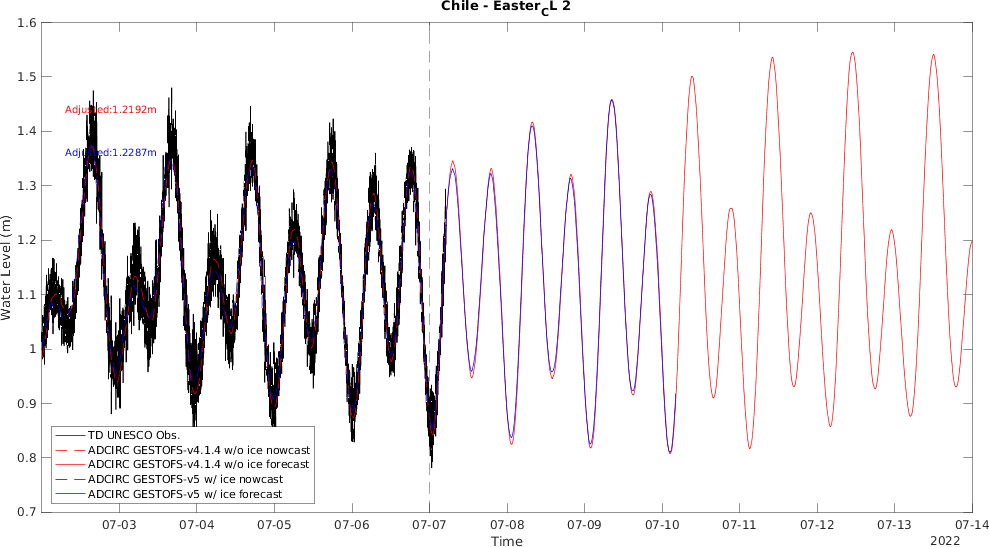 Chile - Easter_CL 2
1.6
1.5
1.4
1.3
1.2
1.1
1
0.9
0.8
0.7
Water Level (m)
Adjusted:1.2192m
Adjusted:1.2287m
TD UNESCO Obs.
ADCIRC GESTOFS-v4.1.4 w/o ice nowcast
ADCIRC GESTOFS-v4.1.4 w/o ice forecast
ADCIRC GESTOFS-v5 w/ ice nowcast
ADCIRC GESTOFS-v5 w/ ice forecast
07-03 07-04 07-05 07-06 07-07 07-08 07-09 07-10 07-11 07-12 07-13 07-14
Time
2022